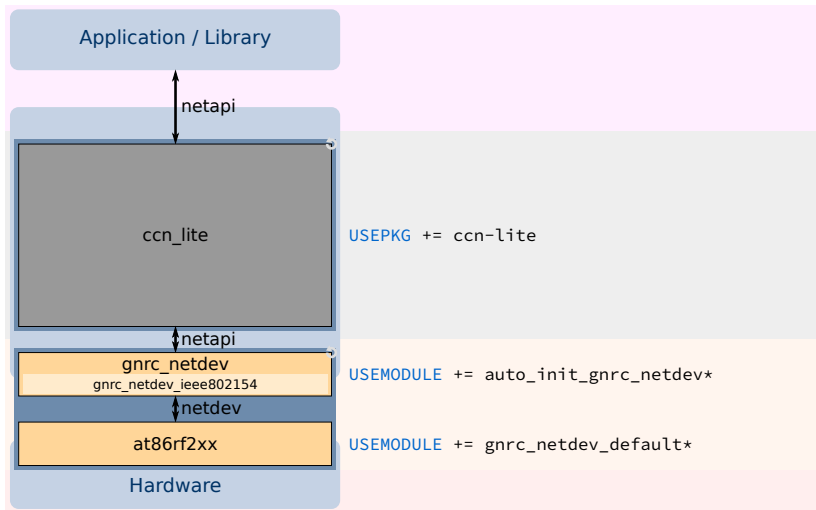 Application / Library
netapi
ccn_lite
USEPKG += ccn-lite
netapi
gnrc_netdev
gnrc_netdev_ieee802154
USEMODULE += auto_init_gnrc_netdev*
netdev
at86rf2xx
USEMODULE += gnrc_netdev_default*
Hardware